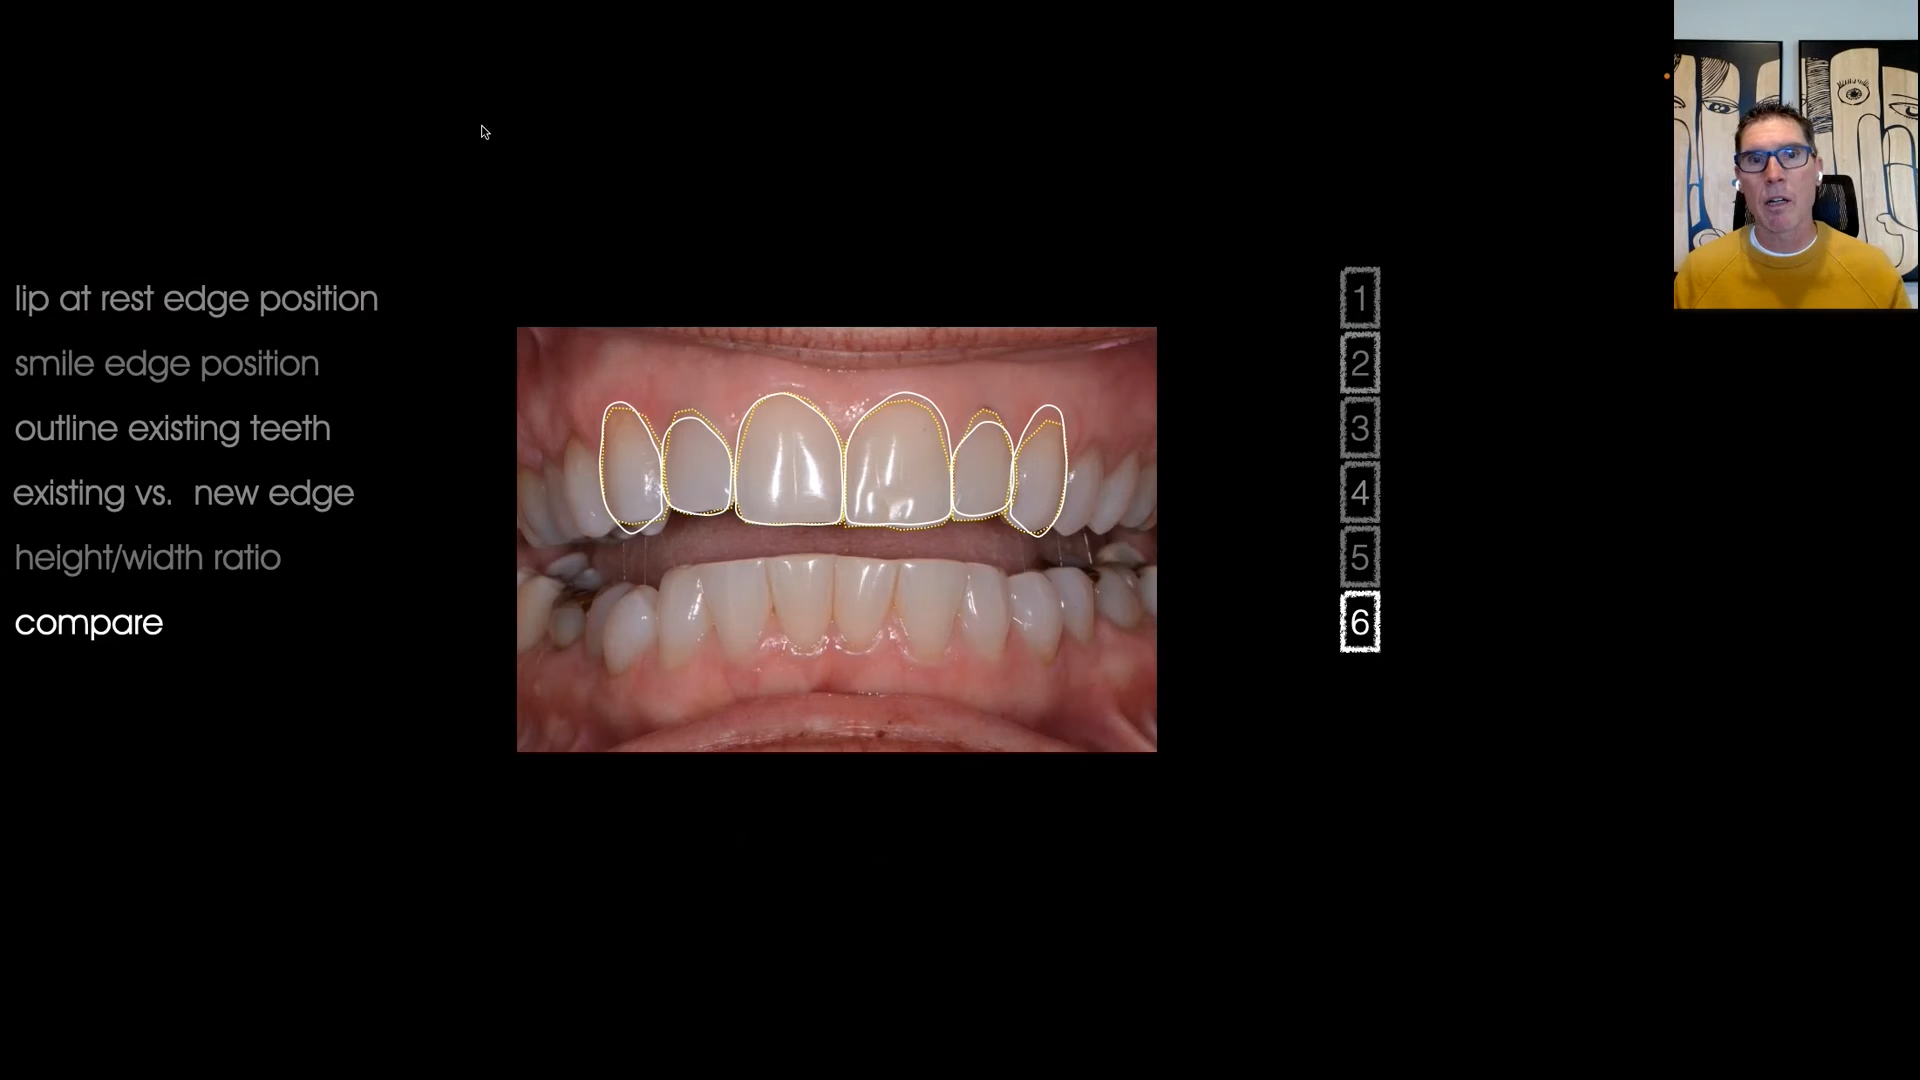 lip at rest edge position
smile edge position
outline existing teeth
existing vs. new edge
height/width ratio
compare
1
2
3
4
5
6